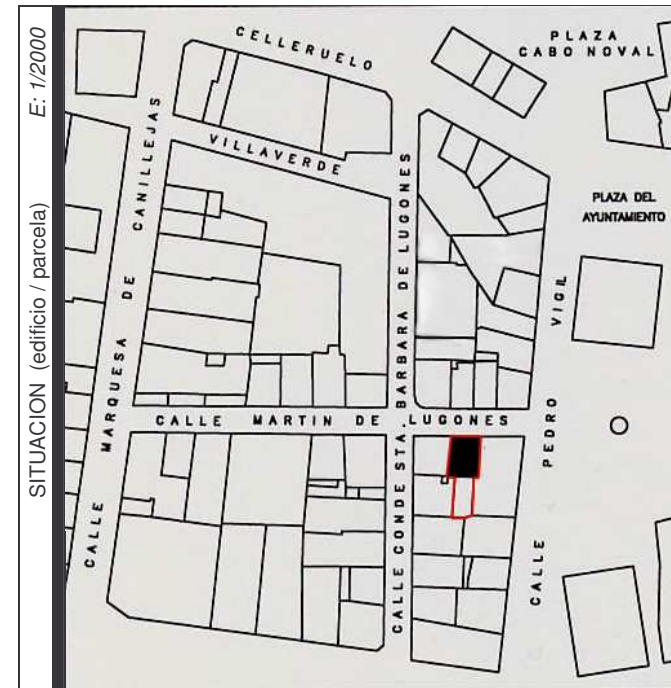 SITUACION (edificio / parcela) E: 1/2000
CELLERUELO
PLAZA
CABO NOVAL
VILLAVERDE
PLAZA DEL
AYUNTAMIENTO
CALLE MARQUESA DE CANILLEJAS
CALLE CONDE STA. BARBARA DE LUGONES
CALLE MARTIN DE LUGONES
CALLE PEDRO VIGIL